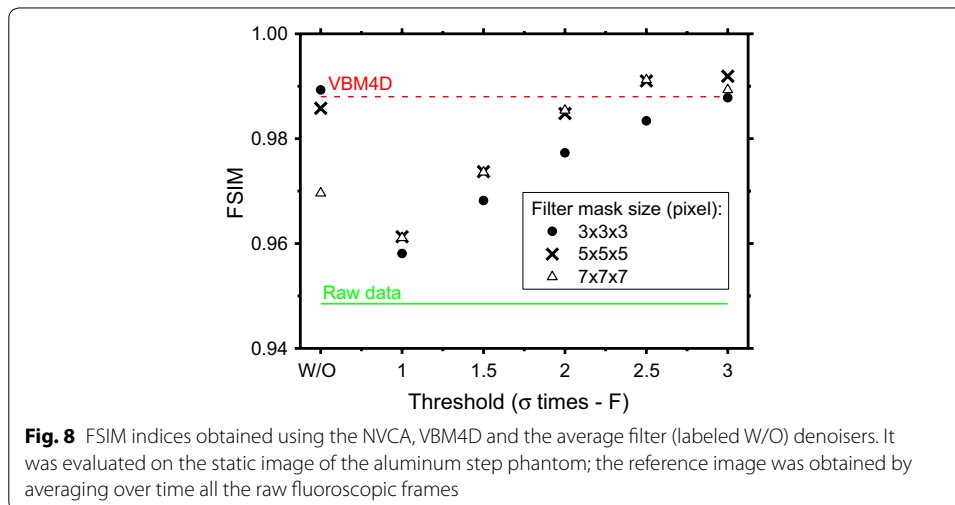 1.00
0.98
0.96
0.94
FSIM
VBM4D
Raw data
Filter mask size (pixel):
3x3x3
5x5x5
7x7x7
W/O 1 1.5 2 2.5 3
Threshold (σ times - F)
Fig. 8 FSIM indices obtained using the NVCA, VBM4D and the average filter (labeled W/O) denoisers. It
was evaluated on the static image of the aluminum step phantom; the reference image was obtained by
averaging over time all the raw fluoroscopic frames